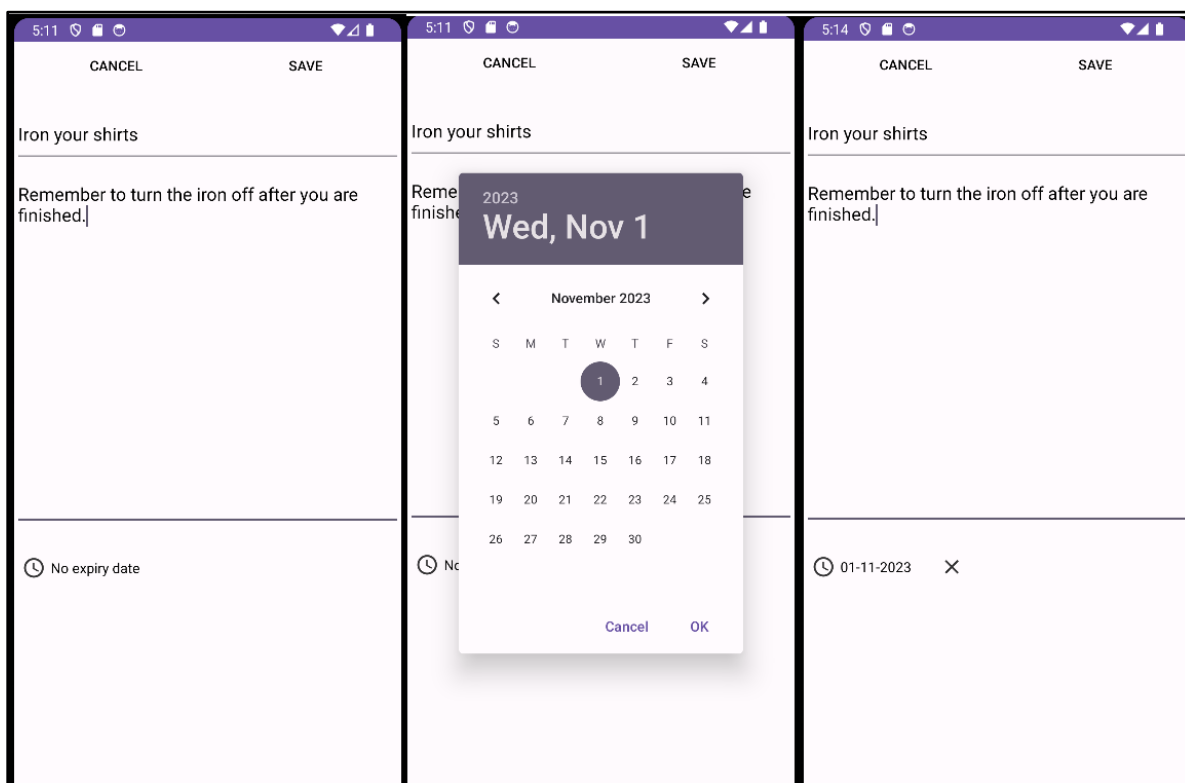 5:11
CANCEL SAVE
Iron your shirts
Remember to turn the iron off after you are
finished.
No expiry date
5:11
CANCEL SAVE
Iron your shirts
Reme e
finishe
2023
Wed, Nov 1
November 2023
S M T W T F S
1 2 3 4
5 6 7 8 9 10 11
12 13 14 15 16 17 18
19 20 21 22 23 24 25
26 27 28 29 30
No
Cancel OK
5:14
CANCEL SAVE
Iron your shirts
Remember to turn the iron off after you are
finished.
01-11-2023